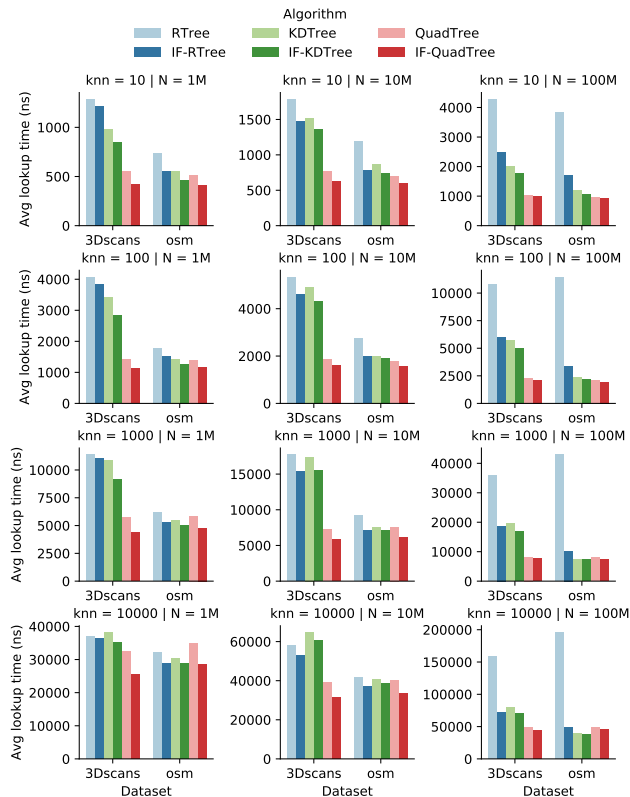 Algorithm
RTree KDTree QuadTree
IF-RTree IF-KDTree IF-QuadTree
knn = 10 | N = 1M
Avg lookup time (ns)
1000
500
0
3Dscans osm
knn = 10 | N = 10M
1500
1000
500
0
3Dscans osm
knn = 10 | N = 100M
4000
3000
2000
1000
0
3Dscans osm
knn = 100 | N = 1M
Avg lookup time (ns)
4000
3000
2000
1000
0
3Dscans osm
knn = 100 | N = 10M
4000
2000
0
3Dscans osm
knn = 100 | N = 100M
10000
7500
5000
2500
0
3Dscans osm
knn = 1000 | N = 1M
Avg lookup time (ns)
10000
7500
5000
2500
0
3Dscans osm
knn = 1000 | N = 10M
15000
10000
5000
0
3Dscans osm
knn = 1000 | N = 100M
40000
30000
20000
10000
0
3Dscans osm
knn = 10000 | N = 1M
Avg lookup time (ns)
40000
30000
20000
10000
0
3Dscans osm
Dataset
knn = 10000 | N = 10M
60000
40000
20000
0
3Dscans osm
Dataset
knn = 10000 | N = 100M
200000
150000
100000
50000
0
3Dscans osm
Dataset